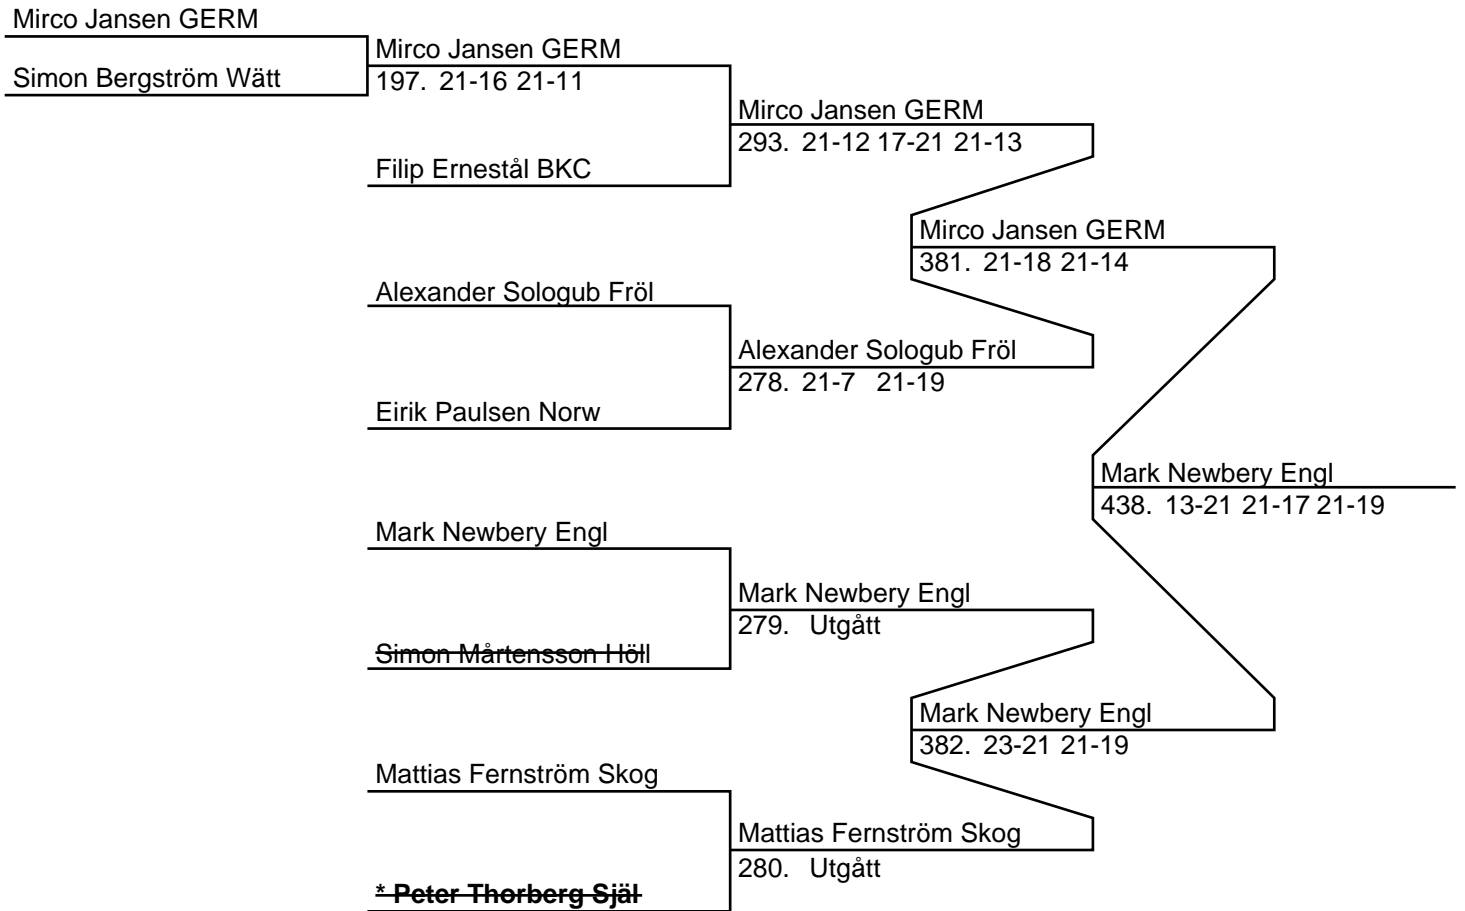 Mirco Jansen GERM
Mirco Jansen GERM
Simon Bergström Wätt
197. 21-16 21-11
Mirco Jansen GERM
293. 21-12 17-21 21-13
Filip Ernestål BKC
Mirco Jansen GERM
381. 21-18 21-14
Alexander Sologub Fröl
Alexander Sologub Fröl
278. 21-7 21-19
Eirik Paulsen Norw
Mark Newbery Engl
438. 13-21 21-17 21-19
Mark Newbery Engl
Mark Newbery Engl
279. Utgått
Simon Mårtensson Höll
Mark Newbery Engl
382. 23-21 21-19
Mattias Fernström Skog
Mattias Fernström Skog
280. Utgått
* Peter Thorberg Själ